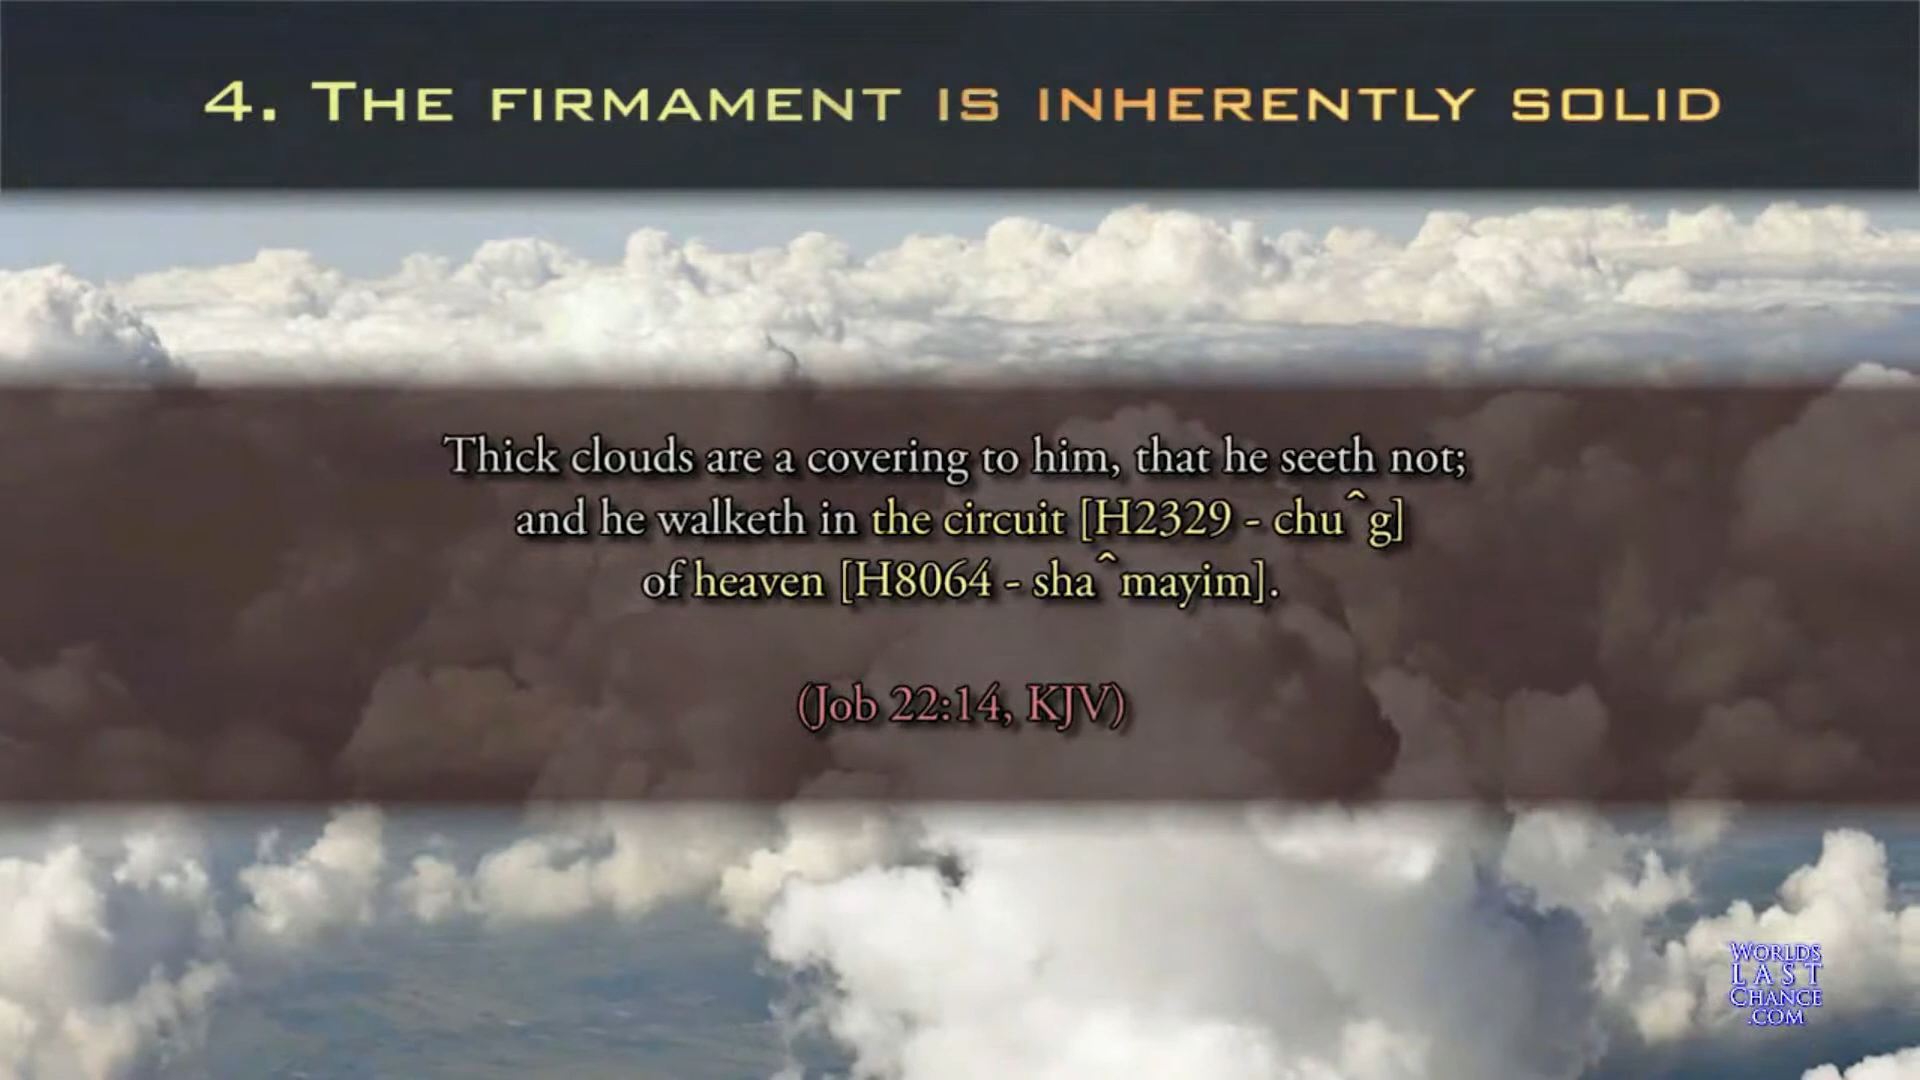 4. THE FIRMAMENT IS INHERENTLY SOLID
Thick clouds are a covering to him, that he seeth not;
and he walketh in the circuit [H2329 - chu^g]
of heaven [H8064 - sha^mayim].
(Job 22:14, KJV)
WORLDS
LAST
CHANCE
.COM